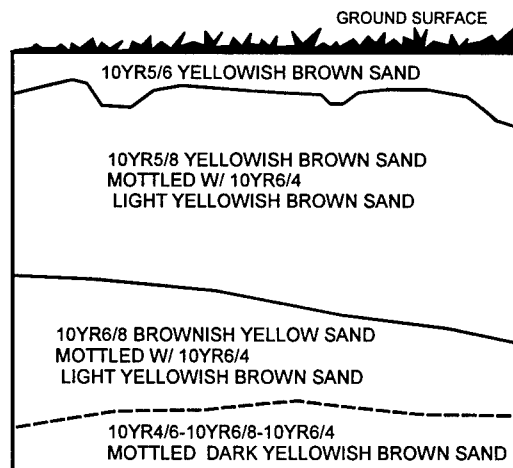 GROUND SURFACE
10YR5/6 YELLOWISH BROWN SAND
10YR5/8 YELLOWISH BROWN SAND
MOTTLED W/ 10YR6/4
LIGHT YELLOWISH BROWN SAND
10YR6/8 BROWNISH YELLOW SAND
MOTTLED W/ 10YR6/4
LIGHT YELLOWISH BROWN SAND
10YR4/6-10YR6/8-10YR6/4
MOTTLED DARK YELLOWISH BROWN SAND